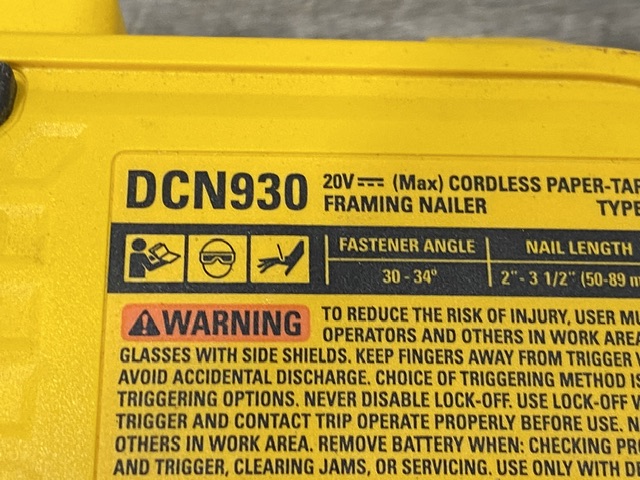 DCN930 20V⎓ (Max) CORDLESS PAPER-TAP
FRAMING NAILER TYPE
FASTENER ANGLE NAIL LENGTH
30 - 34° 2" - 3 1/2" (50-89 m
⚠WARNING TO REDUCE THE RISK OF INJURY, USER MU
OPERATORS AND OTHERS IN WORK AREA
GLASSES WITH SIDE SHIELDS. KEEP FINGERS AWAY FROM TRIGGER
AVOID ACCIDENTAL DISCHARGE. CHOICE OF TRIGGERING METHOD IS
TRIGGERING OPTIONS. NEVER DISABLE LOCK-OFF. USE LOCK-OFF
TRIGGER AND CONTACT TRIP OPERATE PROPERLY BEFORE USE.
OTHERS IN WORK AREA. REMOVE BATTERY WHEN: CHECKING PR
AND TRIGGER, CLEARING JAMS, OR SERVICING. USE ONLY WITH DE